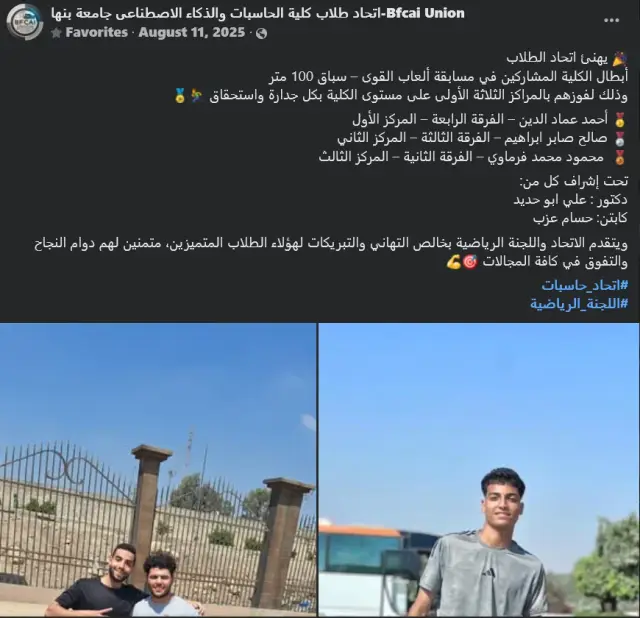 اتحاد طلاب كلية الحاسبات والذكاء الاصطناعى جامعة بنها-Bfcai Union
Favorites · August 11, 2025 ·
🎉 يهنئ اتحاد الطلاب
أبطال الكلية المشاركين في مسابقة ألعاب القوى – سباق 100 متر
وذلك لفوزهم بالمراكز الثلاثة الأولى على مستوى الكلية بكل جدارة واستحقاق 🏃‍♂️🏅
🥇 أحمد عماد الدين – الفرقة الرابعة – المركز الأول
🥈 صالح صابر ابراهيم – الفرقة الثالثة – المركز الثاني
🥉 محمود محمد فرماوي – الفرقة الثانية – المركز الثالث
تحت إشراف كل من:
دكتور : علي ابو حديد
كابتن: حسام عزب
ويتقدم الاتحاد واللجنة الرياضية بخالص التهاني والتبريكات لهؤلاء الطلاب المتميزين، متمنين لهم دوام النجاح
والتفوق في كافة المجالات 🎯💪
#اتحاد_حاسبات
#اللجنة_الرياضية
BFCAI